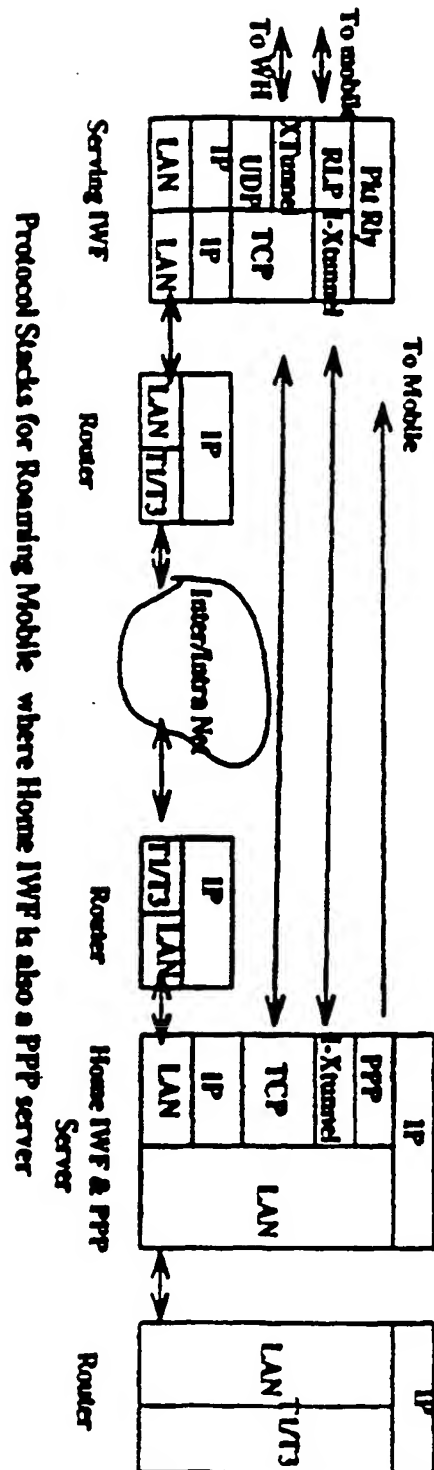 To mobile
To WH
Pkt Rly
RLP
I-Xtunnel
XTunnel
UDP
TCP
IP
IP
LAN
LAN
Serving IWF
To Mobile
IP
LAN
T1/T3
Router
Inter/Intra Net
IP
T1/T3
LAN
Router
IP
PPP
I-Xtunnel
TCP
IP
LAN
LAN
Home IWF & PPP
Server
IP
LAN
T1/T3
Router
Protocol Stacks for Roaming Mobile where Home IWF is also a PPP server